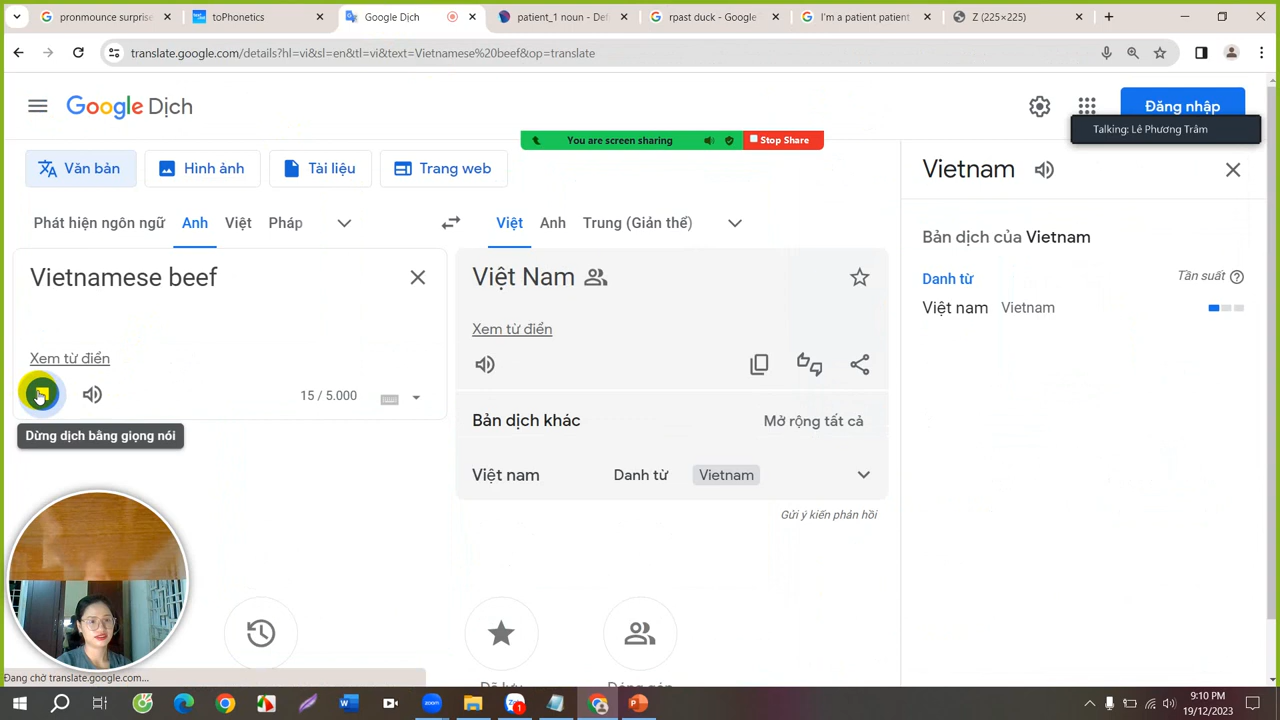 pronmounce surprise
toPhonetics
Google Dịch
patient_1 noun - Def
rpast duck - Google
I'm a patient patient
Z (225×225)
translate.google.com/details?hl=vi&sl=en&tl=vi&text=Vietnamese%20beef&op=translate
Google Dịch
Đăng nhập
Talking: Lê Phương Trâm
You are screen sharing
Stop Share
Văn bản
Hình ảnh
Tài liệu
Trang web
Vietnam
Phát hiện ngôn ngữ
Anh
Việt
Pháp
Việt
Anh
Trung (Giản thể)
Bản dịch của Vietnam
Vietnamese beef
Việt Nam
Danh từ
Tần suất
Việt nam Vietnam
Xem từ điển
Xem từ điển
15 / 5.000
Dừng dịch bằng giọng nói
Bản dịch khác
Mở rộng tất cả
Việt nam
Danh từ
Vietnam
Gửi ý kiến phản hồi
Đã lưu
Đóng góp
Đang chờ translate.google.com...
9:10 PM
19/12/2023